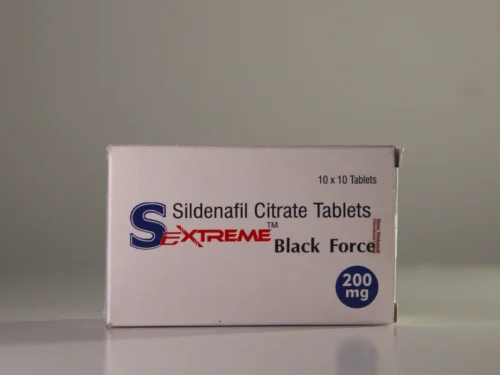 10 x 10 Tablets
Sildenafil Citrate Tablets
SEXTREME™
Black Force
200
mg